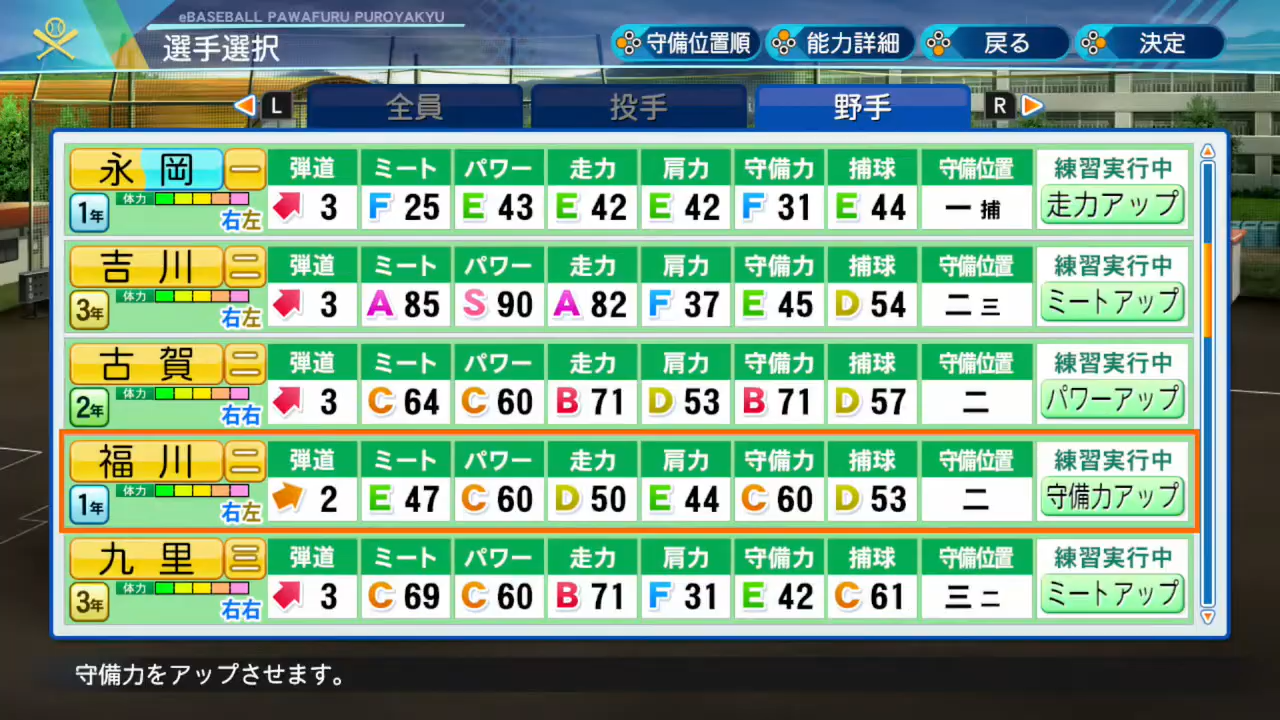 eBASEBALL PAWAFURU PUROYAKYU
選手選択
守備位置順 能力詳細 戻る 決定
L 全員 投手 野手 R
永岡 一 弾道 ミート パワー 走力 肩力 守備力 捕球 守備位置 練習実行中
1年 体力 右左 3 F 25 E 43 E 42 E 42 F 31 E 44 一 捕 走力アップ
吉川 二 弾道 ミート パワー 走力 肩力 守備力 捕球 守備位置 練習実行中
3年 体力 右左 3 A 85 S 90 A 82 F 37 E 45 D 54 二 三 ミートアップ
古賀 二 弾道 ミート パワー 走力 肩力 守備力 捕球 守備位置 練習実行中
2年 体力 右右 3 C 64 C 60 B 71 D 53 B 71 D 57 二 パワーアップ
福川 二 弾道 ミート パワー 走力 肩力 守備力 捕球 守備位置 練習実行中
1年 体力 右左 2 E 47 C 60 D 50 E 44 C 60 D 53 二 守備力アップ
九里 三 弾道 ミート パワー 走力 肩力 守備力 捕球 守備位置 練習実行中
3年 体力 右右 3 C 69 C 60 B 71 F 31 E 42 C 61 三 二 ミートアップ
守備力をアップさせます。